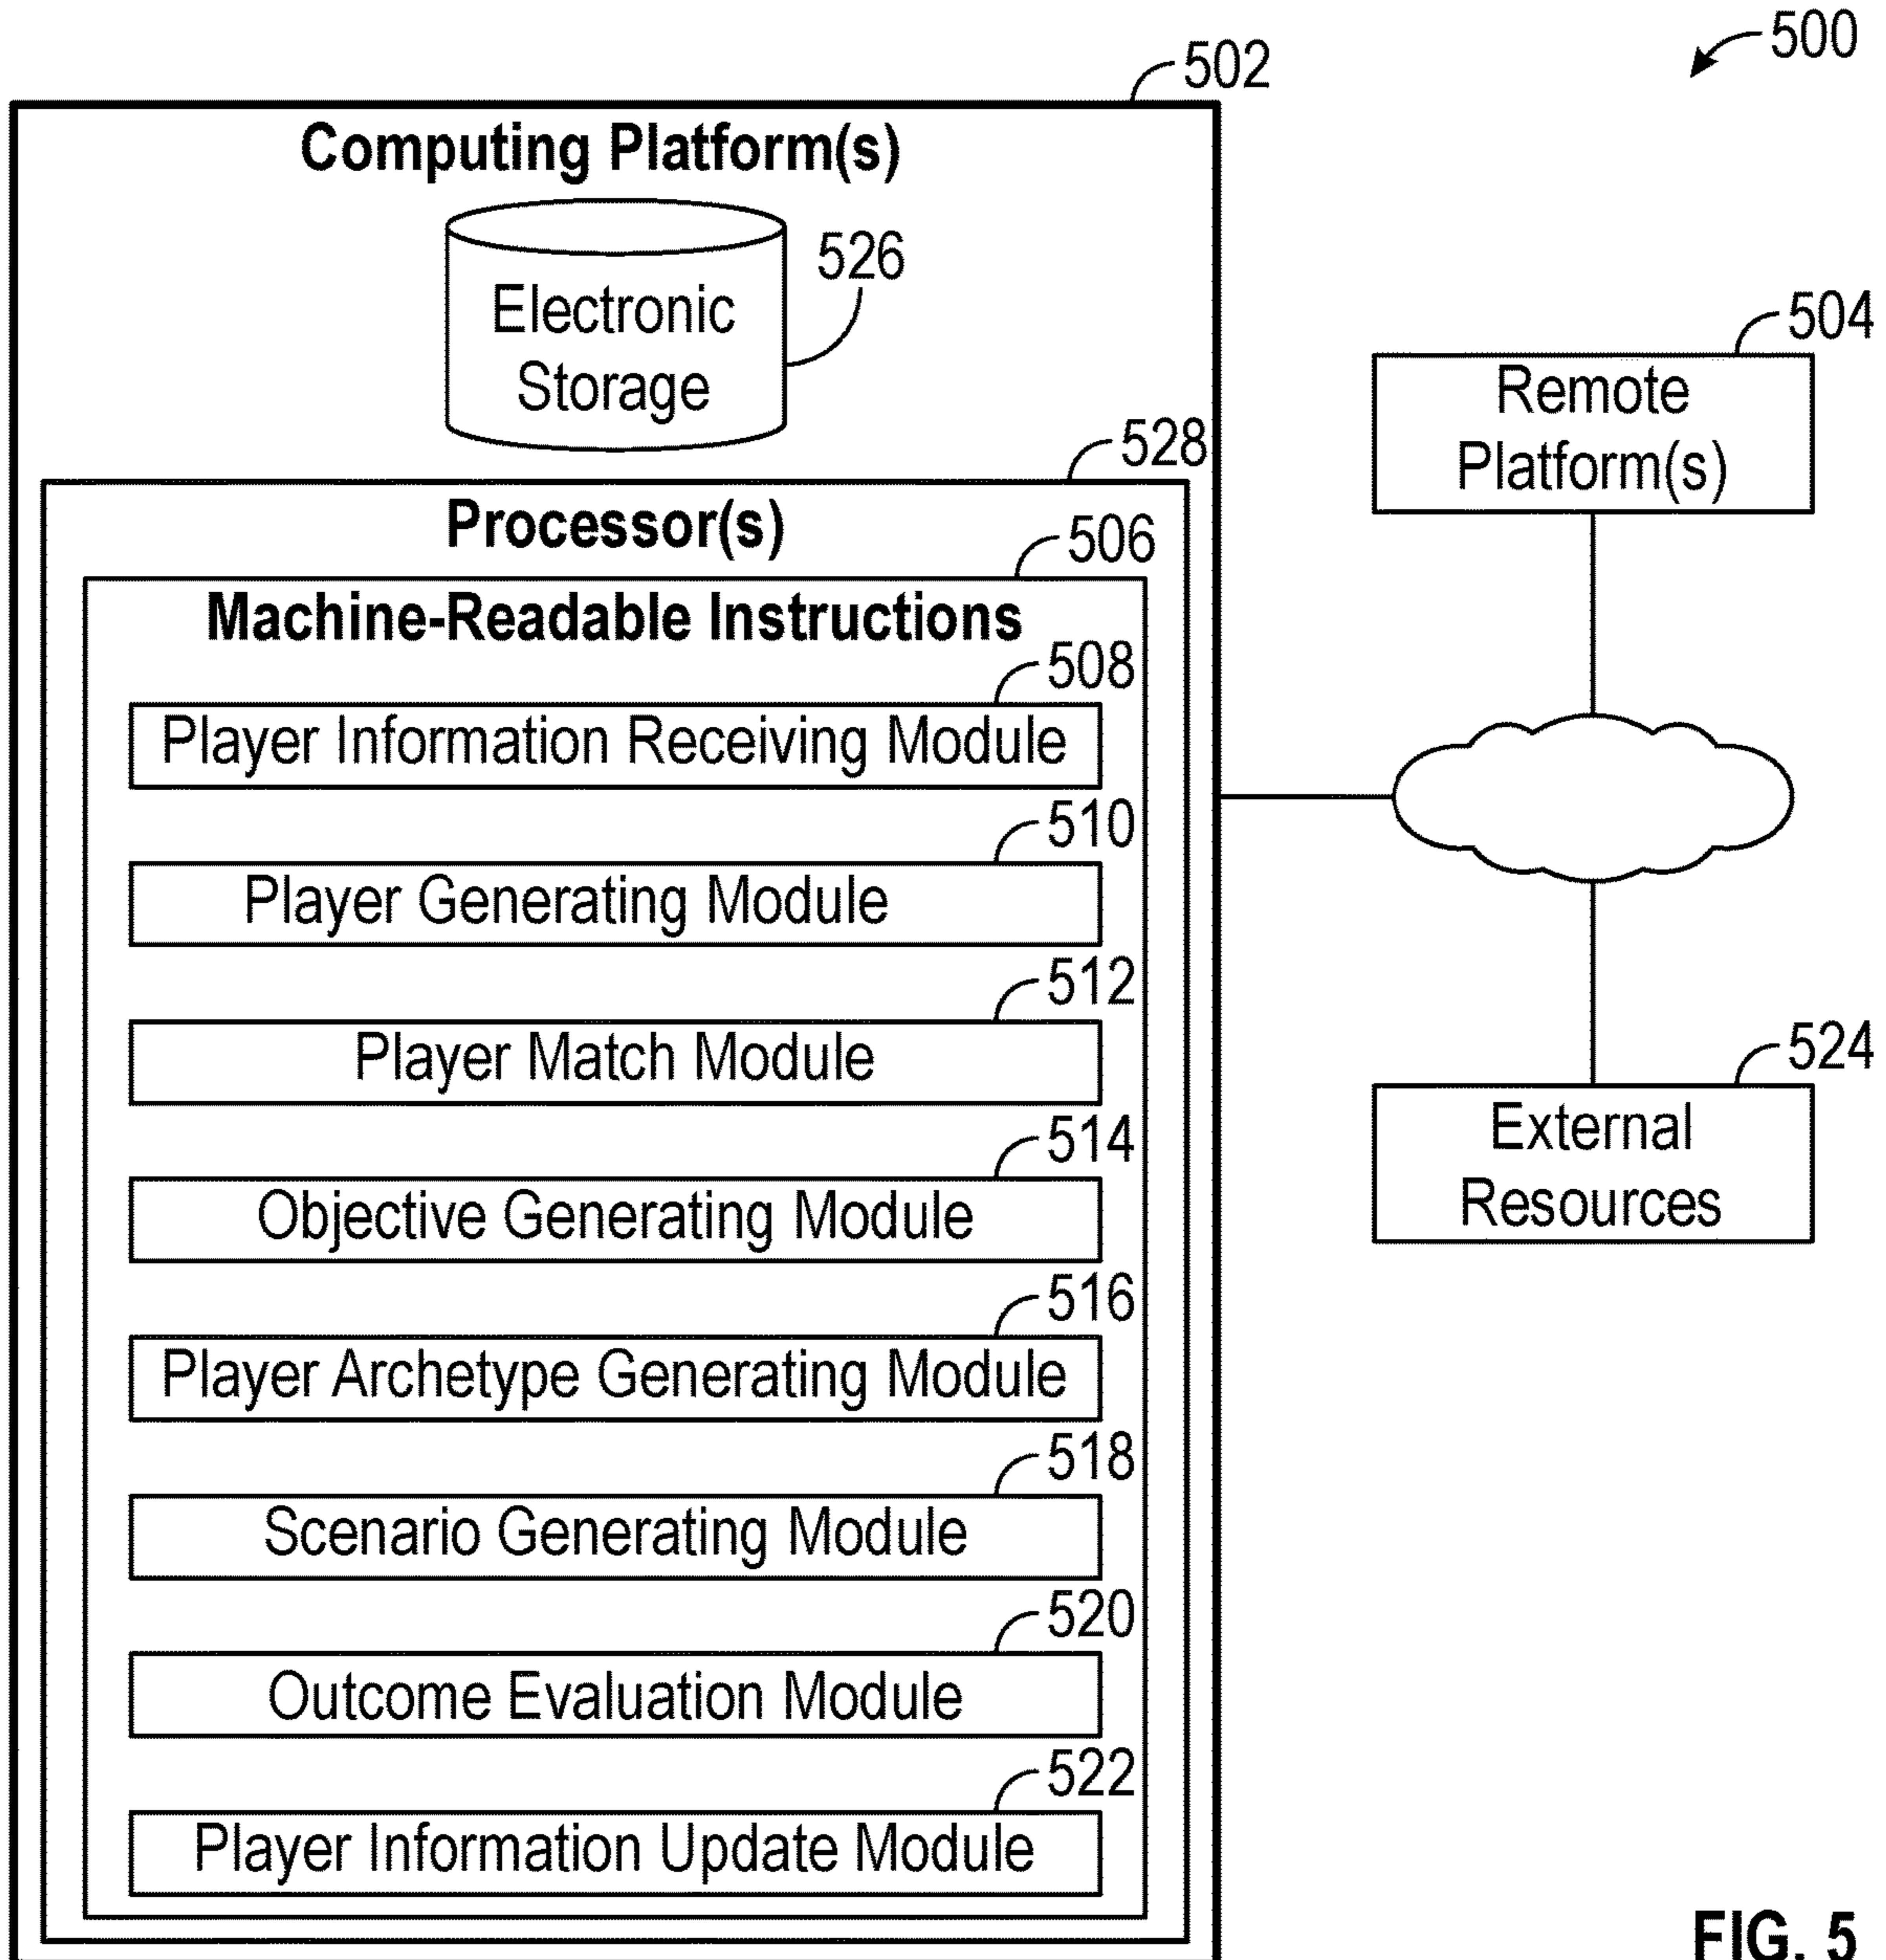 500
502
Computing Platform(s)
526
Electronic
Storage
504
Remote
Platform(s)
528
Processor(s)
506
Machine-Readable Instructions
508
Player Information Receiving Module
510
Player Generating Module
512
Player Match Module
514
Objective Generating Module
516
Player Archetype Generating Module
518
Scenario Generating Module
520
Outcome Evaluation Module
522
Player Information Update Module
524
External
Resources
FIG. 5